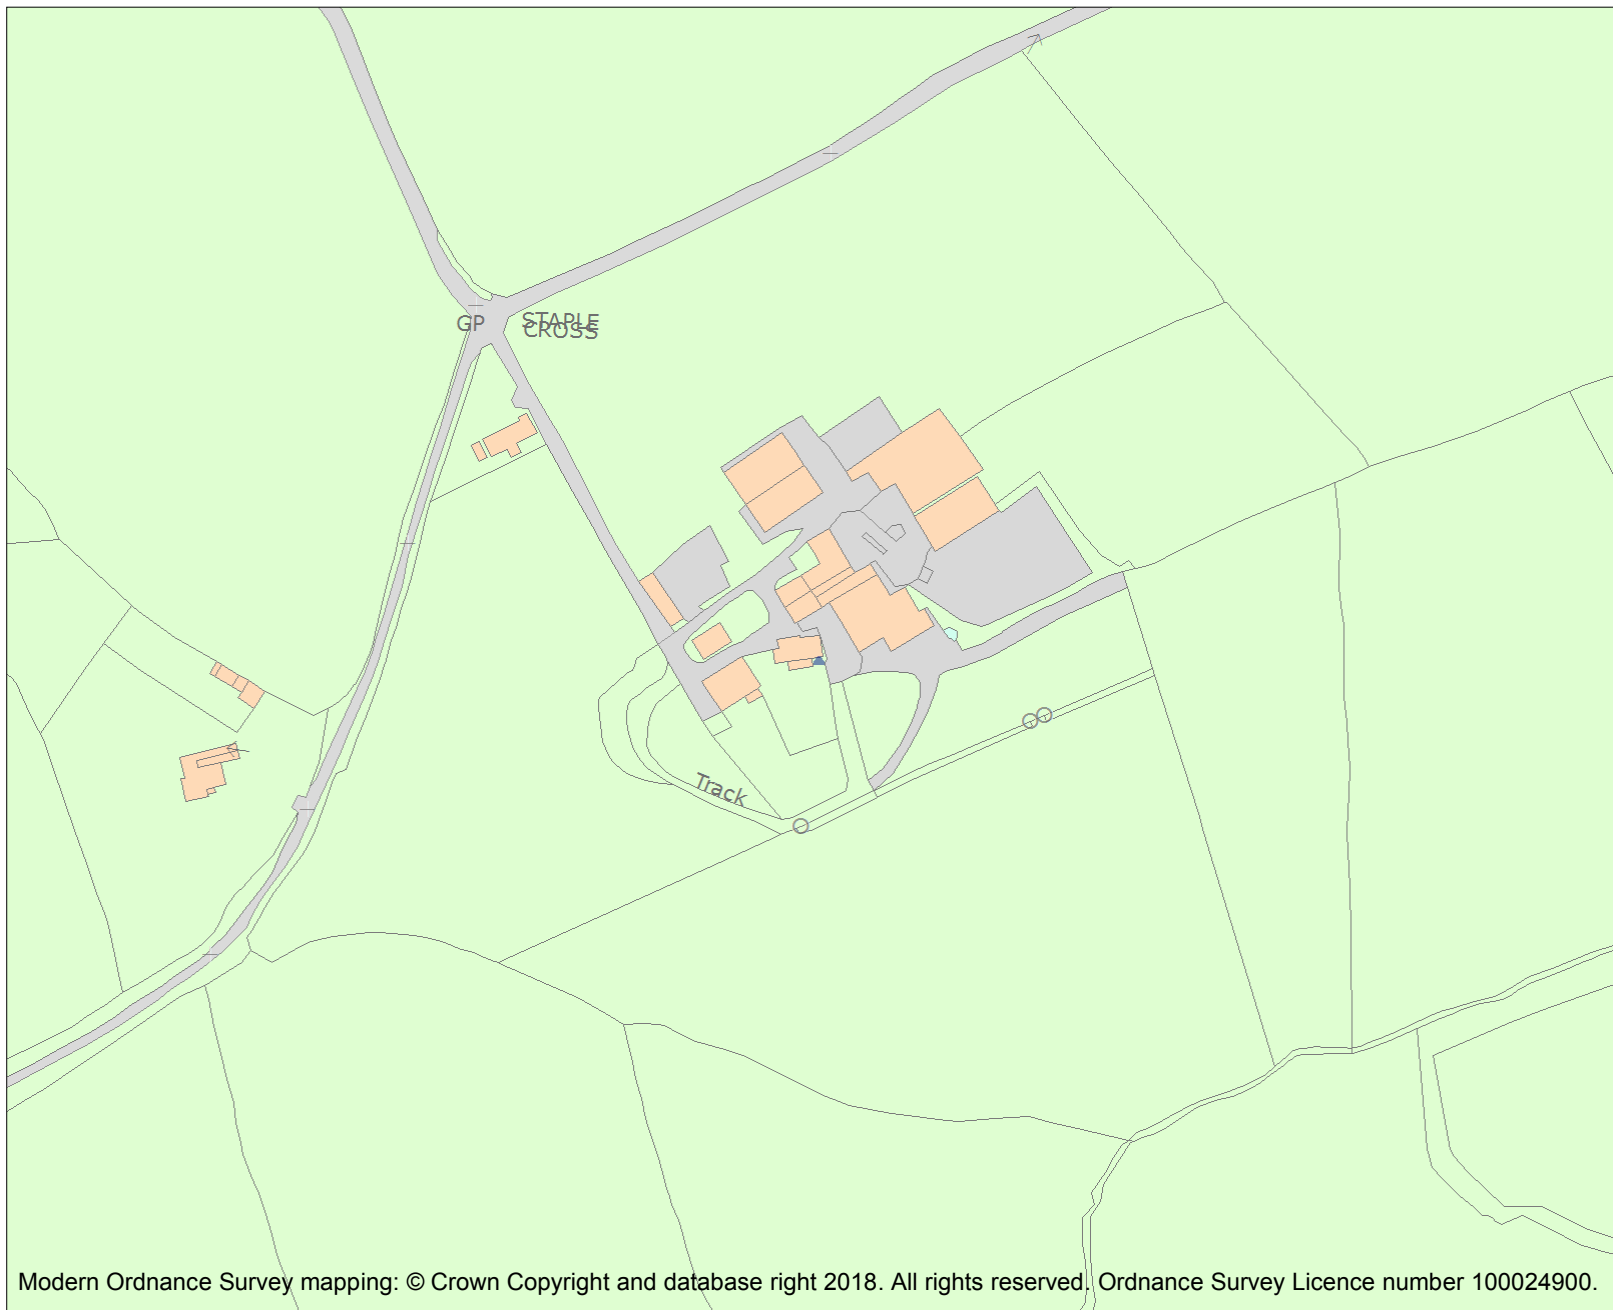 GP
STAPLE
CROSS
Track
Modern Ordnance Survey mapping: © Crown Copyright and database right 2018. All rights reserved. Ordnance Survey Licence number 100024900.